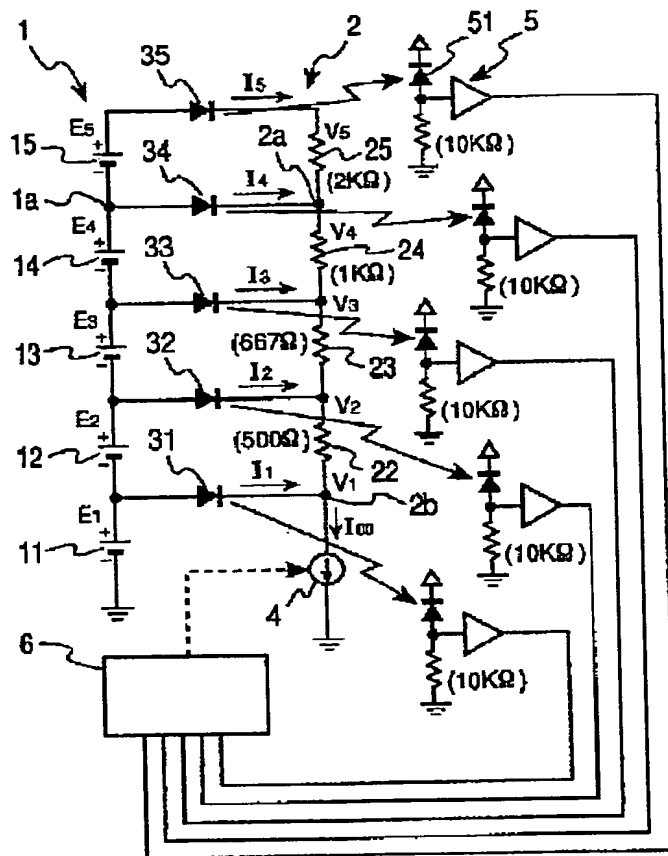 1
2
51
5
35
I5
E5
+
15
-
V5
25
(2KΩ)
(10KΩ)
34
2a
I4
1a
E4
+
14
-
V4
24
(1KΩ)
(10KΩ)
33
I3
E3
+
13
-
V3
(667Ω)
23
32
I2
(10KΩ)
E2
+
12
-
V2
(500Ω)
22
31
I1
V1
2b
E1
+
11
-
I∞
4
(10KΩ)
6
(10KΩ}